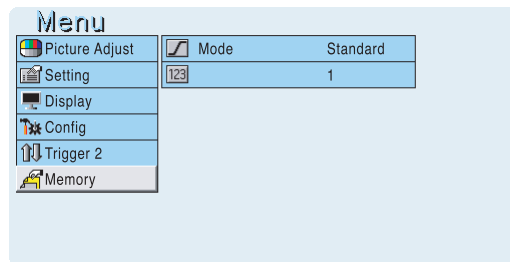 Menu
Picture Adjust
Mode Standard
Setting
123 1
Display
Config
Trigger 2
Memory